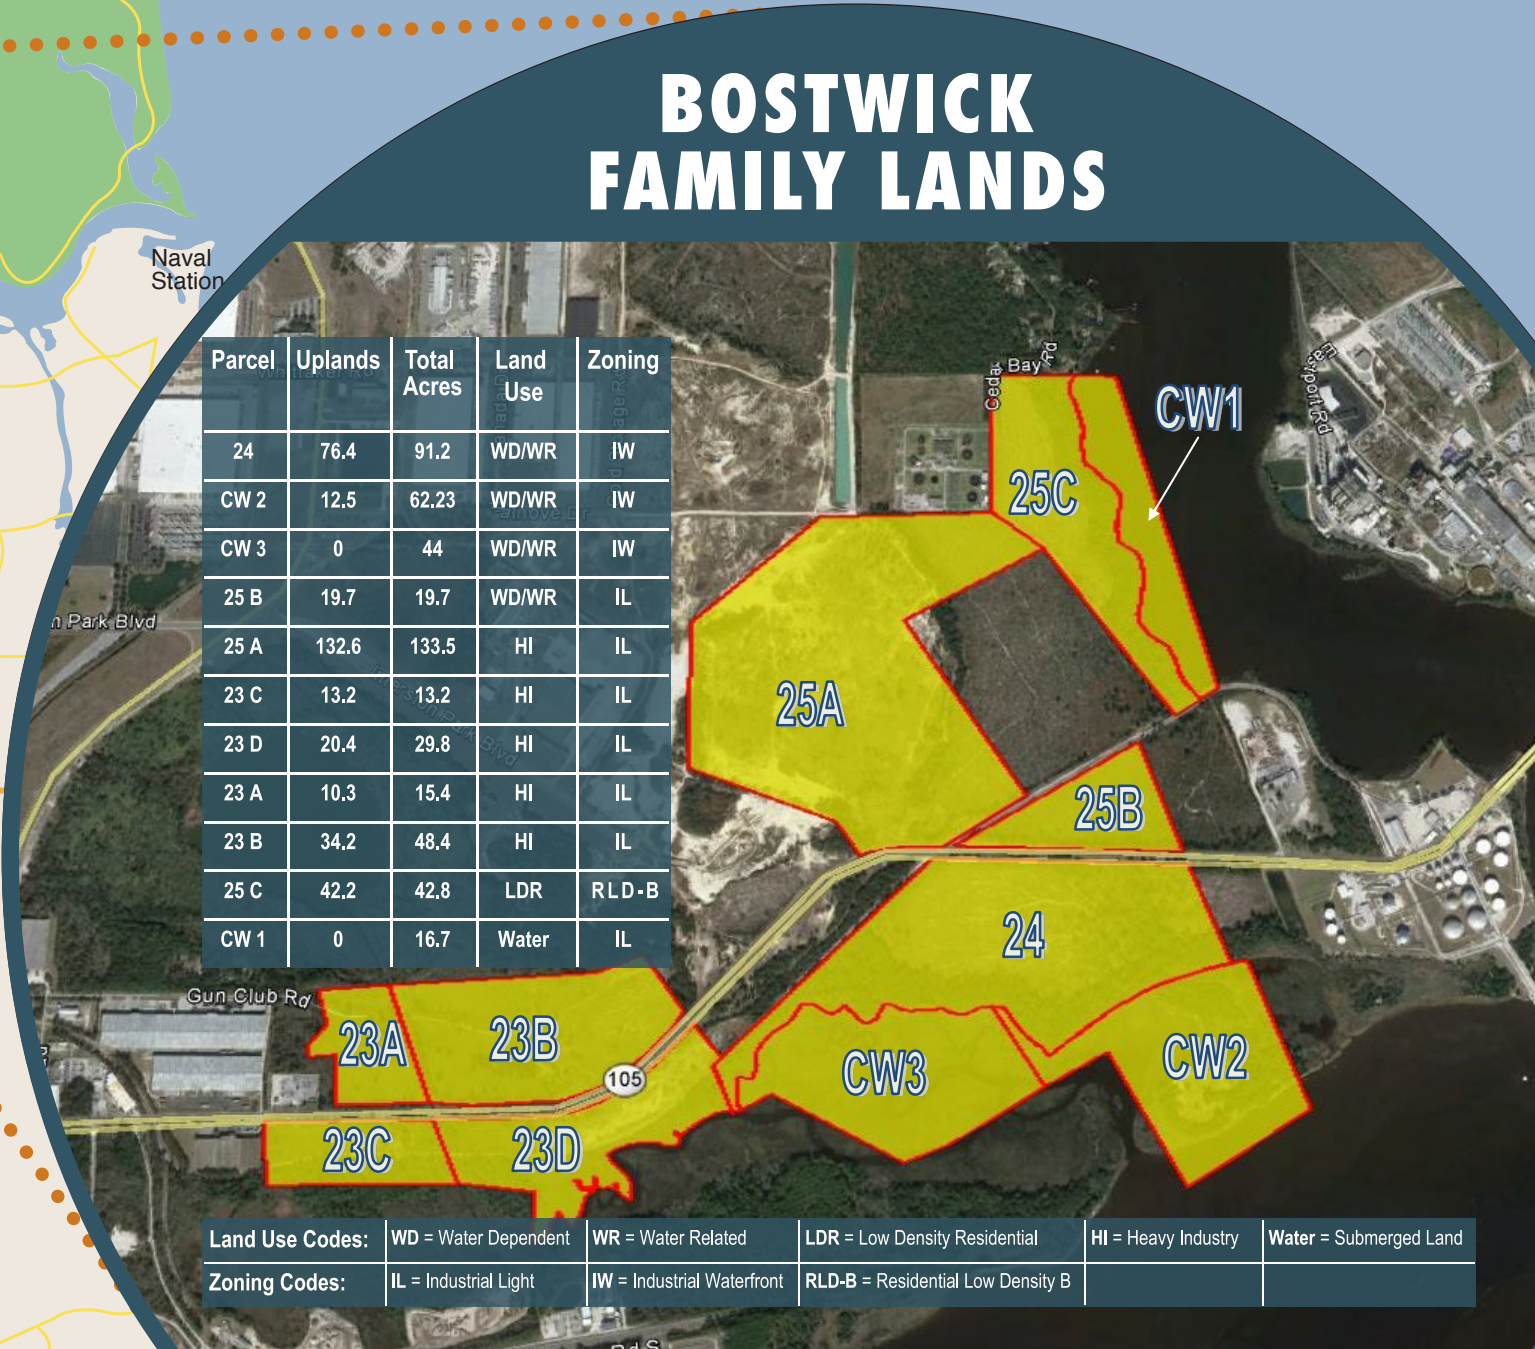 BOSTWICK
FAMILY LANDS
Naval
Station
Parcel Uplands Total Acres Land Use Zoning
24 76.4 91.2 WD/WR IW
CW 2 12.5 62.23 WD/WR IW
CW 3 0 44 WD/WR IW
25 B 19.7 19.7 WD/WR IL
25 A 132.6 133.5 HI IL
23 C 13.2 13.2 HI IL
23 D 20.4 29.8 HI IL
23 A 10.3 15.4 HI IL
23 B 34.2 48.4 HI IL
25 C 42.2 42.8 LDR RLD-B
CW 1 0 16.7 Water IL
Bay Rd
CW1
25C
n Park Blvd
25A
25B
24
Gun Club Rd
23A
23B
CW3
CW2
105
23C
23D
Land Use Codes: WD = Water Dependent WR = Water Related LDR = Low Density Residential HI = Heavy Industry Water = Submerged Land
Zoning Codes: IL = Industrial Light IW = Industrial Waterfront RLD-B = Residential Low Density B
Rd S